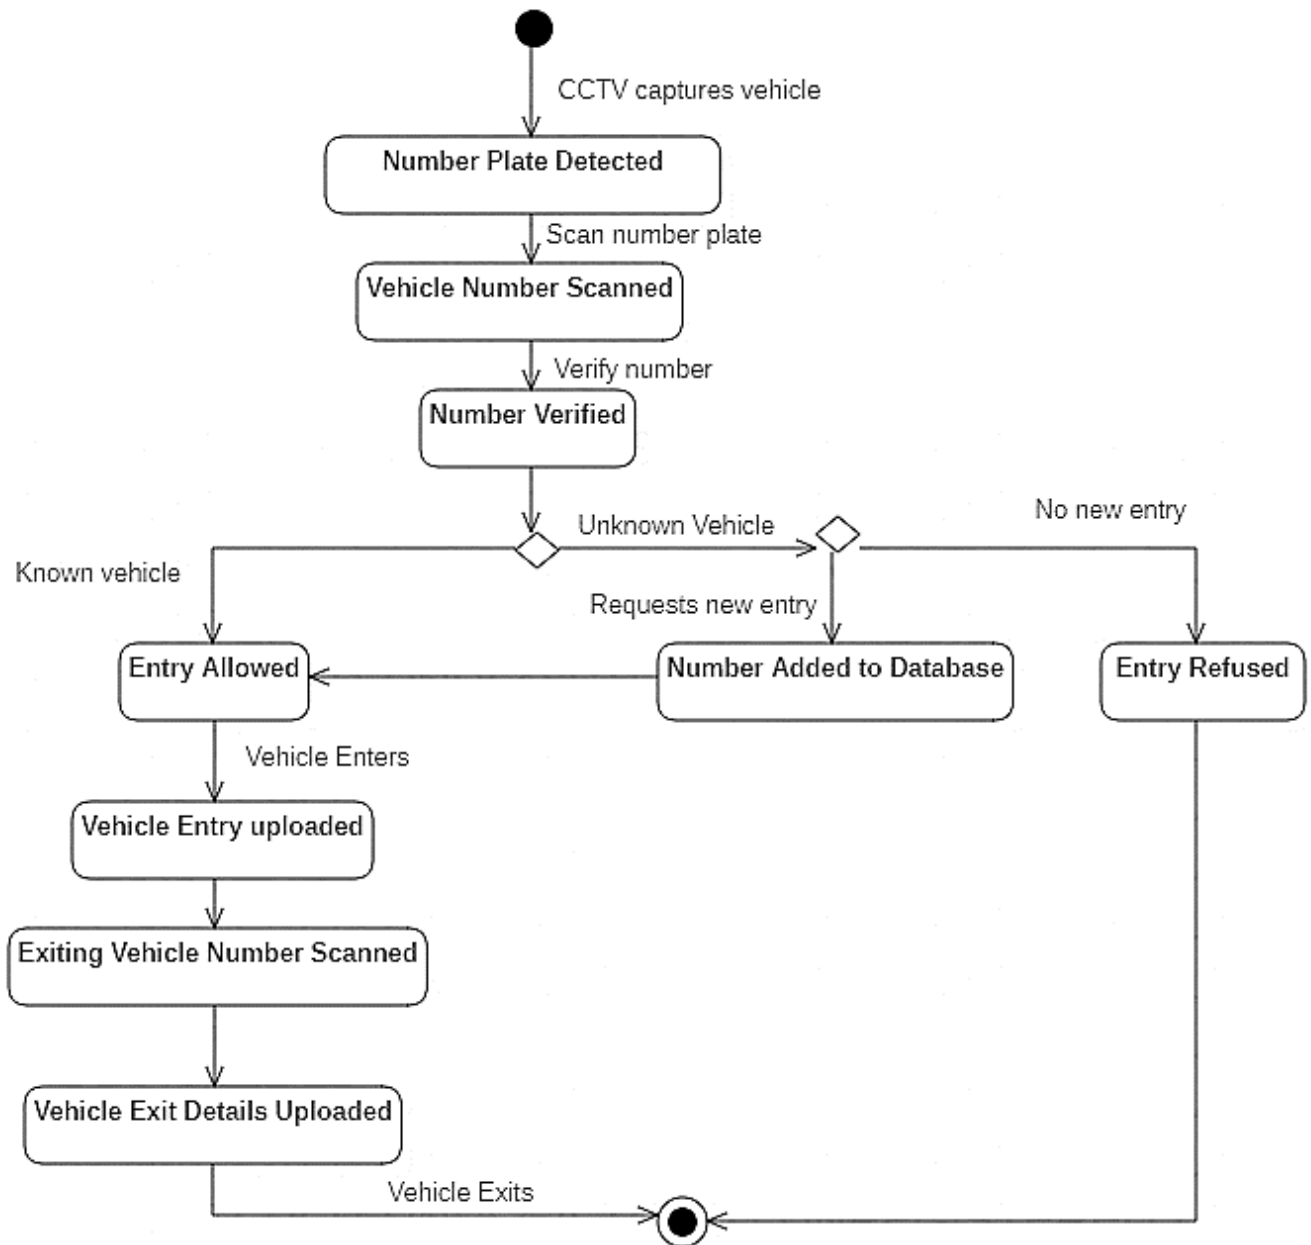 CCTV captures vehicle
Number Plate Detected
Scan number plate
Vehicle Number Scanned
Verify number
Number Verified
Unknown Vehicle
No new entry
Known vehicle
Requests new entry
Entry Allowed
Number Added to Database
Entry Refused
Vehicle Enters
Vehicle Entry uploaded
Exiting Vehicle Number Scanned
Vehicle Exit Details Uploaded
Vehicle Exits